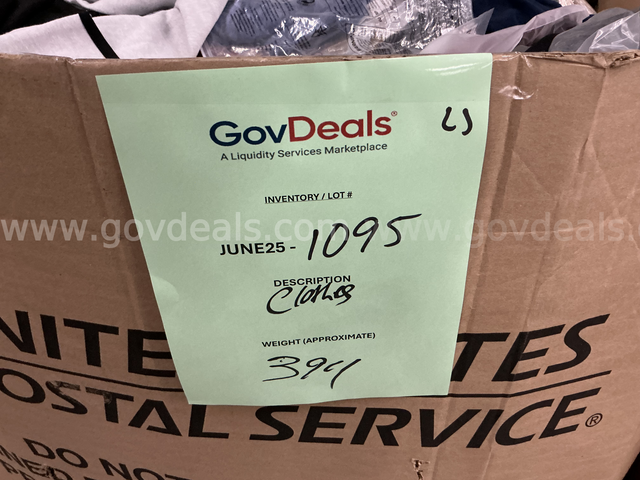 GovDeals®
A Liquidity Services Marketplace
LJ
INVENTORY / LOT #
JUNE25 - 1095
DESCRIPTION
Clothes
WEIGHT (APPROXIMATE)
394
www.govdeals.com
www.govdeals.com
NITE TES
OSTAL SERVICE®
DO NOT